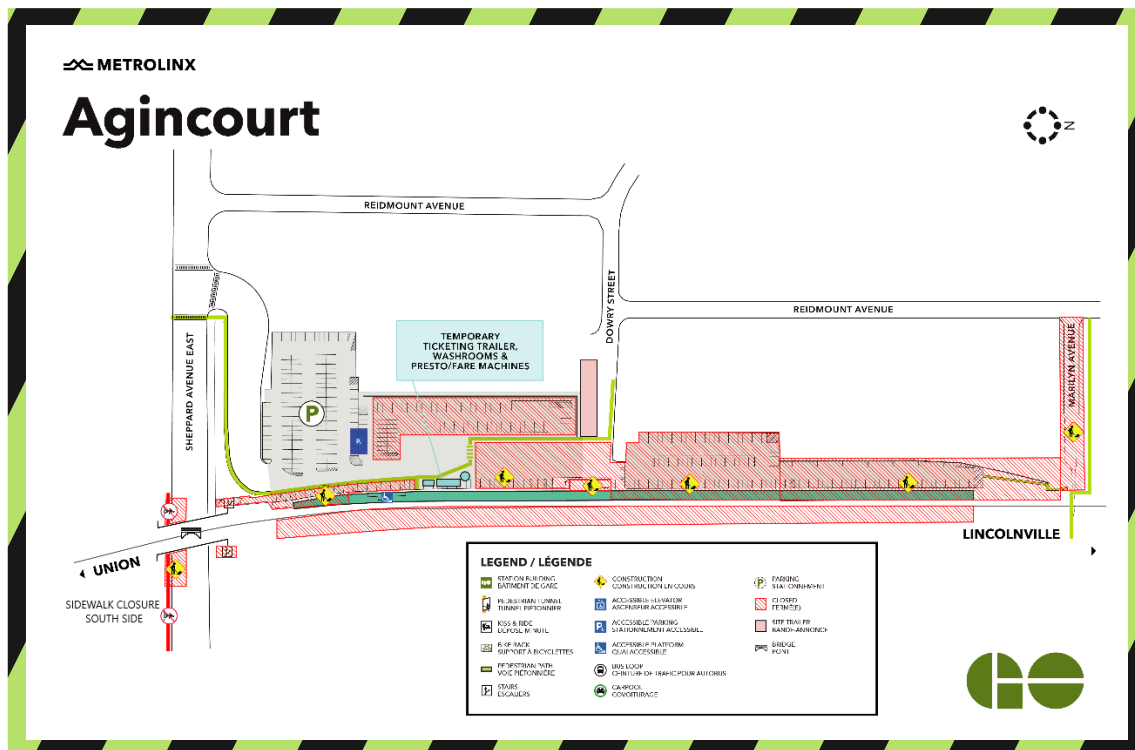 METROLINX
Agincourt
N
REIDMOUNT AVENUE
DOWRY STREET
REIDMOUNT AVENUE
SHEPPARD AVENUE EAST
MARILYN AVENUE
TEMPORARY
TICKETING TRAILER,
WASHROOMS &
PRESTO/FARE MACHINES
P
UNION
LINCOLNVILLE
SIDEWALK CLOSURE
SOUTH SIDE
LEGEND / LÉGENDE
STATION BUILDING
BÂTIMENT DE GARE
PEDESTRIAN TUNNEL
TUNNEL PIÉTONNIER
KISS & RIDE
DÉPOSE MINUTE
BIKE RACK
SUPPORT À BICYCLETTES
PEDESTRIAN PATH
VOIE PIÉTONNIÈRE
STAIRS
ESCALIERS
CONSTRUCTION
CONSTRUCTION EN COURS
ACCESSIBLE ELEVATOR
ASCENSEUR ACCESSIBLE
ACCESSIBLE PARKING
STATIONNEMENT ACCESSIBLE
ACCESSIBLE PLATFORM
QUAI ACCESSIBLE
BUS LOOP
CEINTURE DE TRAFIC POUR AUTOBUS
CARPOOL
COVOITURAGE
PARKING
STATIONNEMENT
CLOSED
FERMÉ(E)
SITE TRAILER
BANDE-ANNONCE
BRIDGE
PONT
GO